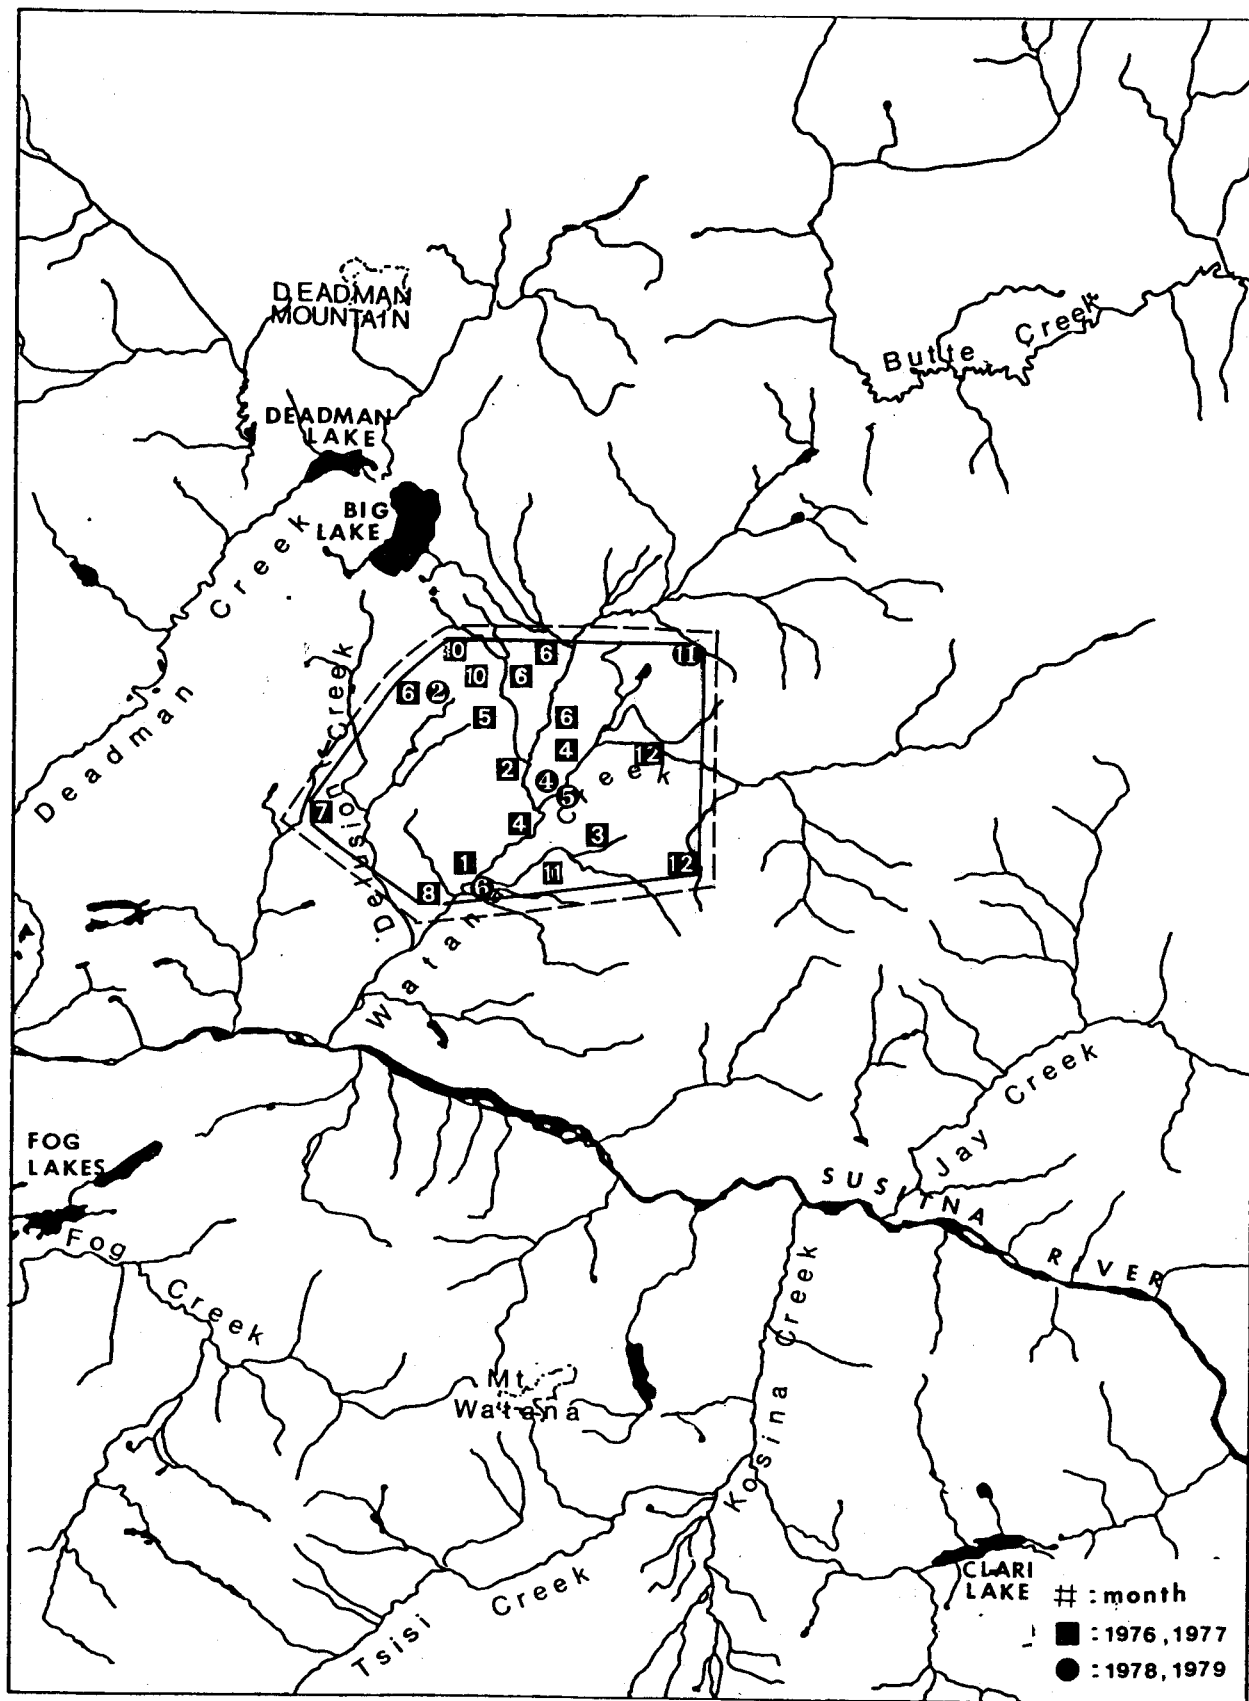 DEADMAN
MOUNTAIN
Butte Creek
DEADMAN
LAKE
BIG
LAKE
Deadman Creek
Delusion Creek
10
6
11
10
6
6
2
5
6
4
12
2
4
5
7
4
3
1
12
11
6
8
Watana Creek
Jay Creek
FOG
LAKES
SUSITNA RIVER
Fog Creek
Kosina Creek
Mt.
Watana
Tsisi Creek
CLARI
LAKE
# : month
■ : 1976, 1977
● : 1978, 1979